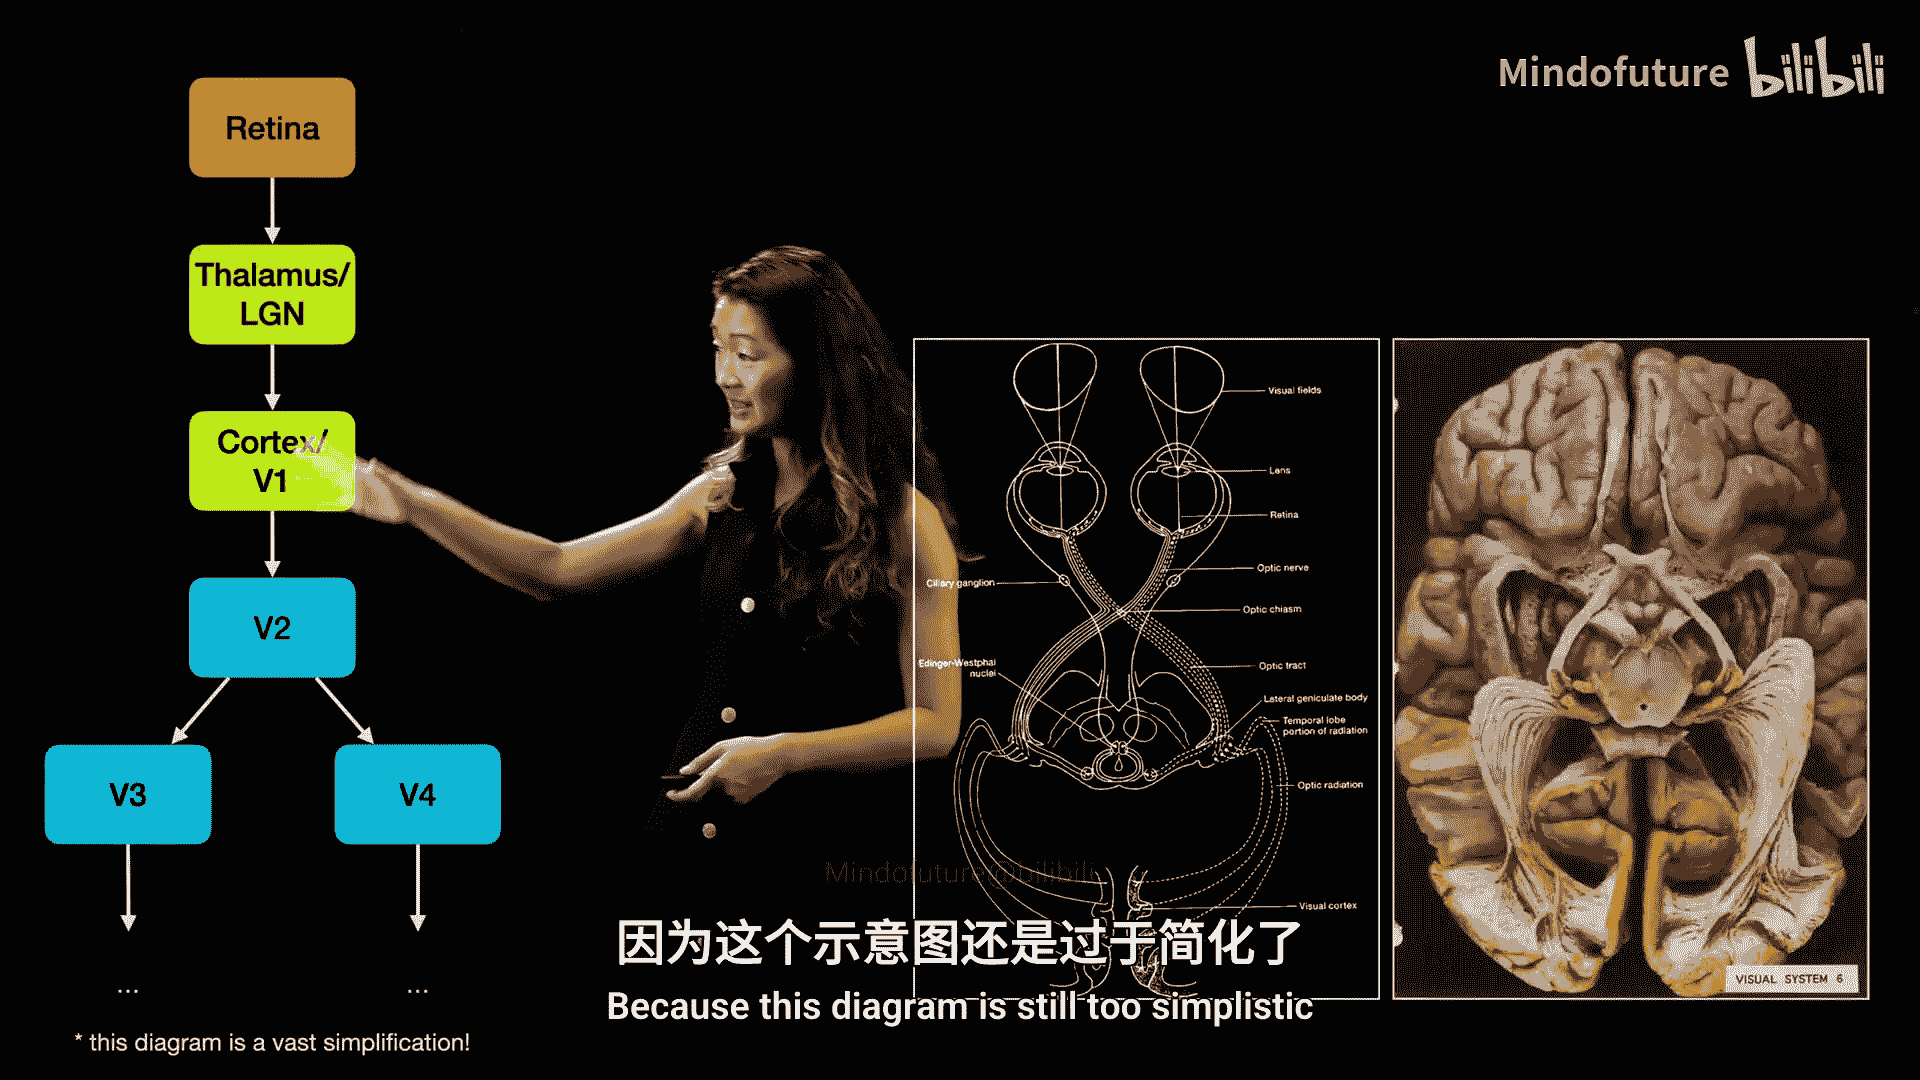 Mindofuture bilibili
Retina
Thalamus/
LGN
Cortex/
V1
V2
V3
V4
...
...
* this diagram is a vast simplification!
Visual fields
Lens
Retina
Optic nerve
Ciliary ganglion
Optic chiasm
Edinger-Westphal
nuclei
Optic tract
Lateral geniculate body
Temporal lobe
portion of radiation
Optic radiation
Visual cortex
VISUAL SYSTEM 6
Mindofuture@bilibili
因为这个示意图还是过于简化了
Because this diagram is still too simplistic